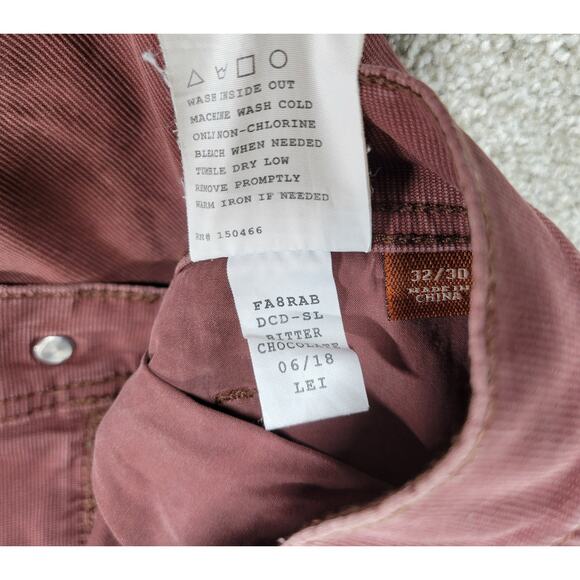 WASH INSIDE OUT
MACHINE WASH COLD
ONLY NON-CHLORINE
BLEACH WHEN NEEDED
TUMBLE DRY LOW
REMOVE PROMPTLY
WARM IRON IF NEEDED
RN# 150466
FA8RAB
DCD-SL
BITTER
CHOCOLATE
06/18
LEI
32/30
MADE IN
CHINA